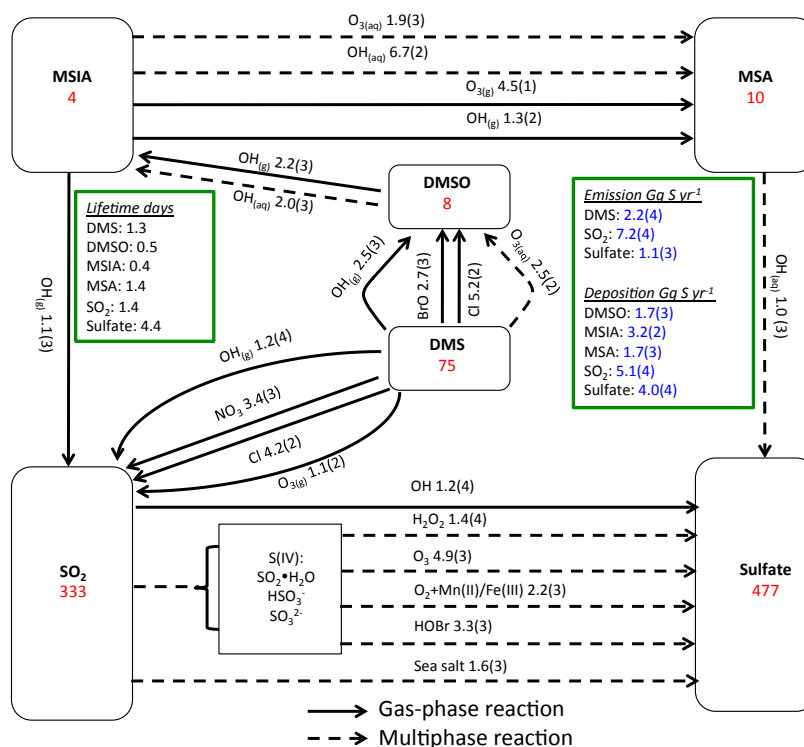 O3(aq) 1.9(3)
OH(aq) 6.7(2)
MSIA
4
MSA
10
O3(g) 4.5(1)
OH(g) 1.3(2)
OH(g) 2.2(3)
OH(aq) 2.0(3)
DMSO
8
Lifetime days
DMS: 1.3
DMSO: 0.5
MSIA: 0.4
MSA: 1.4
SO2: 1.4
Sulfate: 4.4
Emission Gg S yr-1
DMS: 2.2(4)
SO2: 7.2(4)
Sulfate: 1.1(3)
Deposition Gg S yr-1
DMSO: 1.7(3)
MSIA: 3.2(2)
MSA: 1.7(3)
SO2: 5.1(4)
Sulfate: 4.0(4)
OH(g) 1.1(3)
OH(g) 2.5(3)
BrO 2.7(3)
Cl 5.2(2)
O3(aq) 2.5(2)
OH(aq) 1.0 (3)
DMS
75
OH(g) 1.2(4)
NO3 3.4(3)
Cl 4.2(2)
O3(g) 1.1(2)
OH 1.2(4)
H2O2 1.4(4)
S(IV):
SO2•H2O
HSO3-
SO32-
O3 4.9(3)
O2+Mn(II)/Fe(III) 2.2(3)
HOBr 3.3(3)
SO2
333
Sulfate
477
Sea salt 1.6(3)
Gas-phase reaction
Multiphase reaction